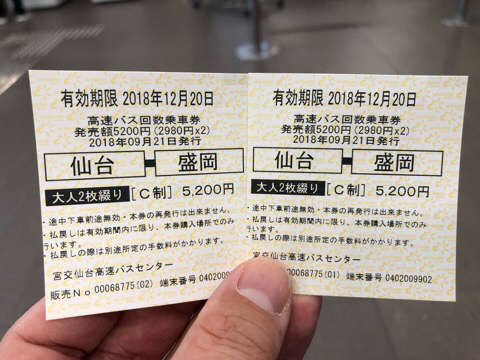 有効期限 2018年12月20日
高速バス回数乗車券
発売額5200円(2980円x2)
2018年09月21日発行
仙台 盛岡
大人2枚綴り [C制] 5,200円
・途中下車前途無効・本券の再発行は出来ません。
・払戻しは有効期間内に限り、本券購入場所でのみ
行います。
・払戻しの際は別途所定の手数料がかかります。
宮交仙台高速バスセンター
販売No 00068775(02) 端末番号 0402009902
有効期限 2018年12月20日
高速バス回数乗車券
発売額5200円(2980円x2)
2018年09月21日発行
仙台 盛岡
大人2枚綴り [C制] 5,200円
・途中下車前途無効・本券の再発行は出来ません。
・払戻しは有効期間内に限り、本券購入場所でのみ
行います。
・払戻しの際は別途所定の手数料がかかります。
宮交仙台高速バスセンター
00068775(01) 端末番号 0402009902